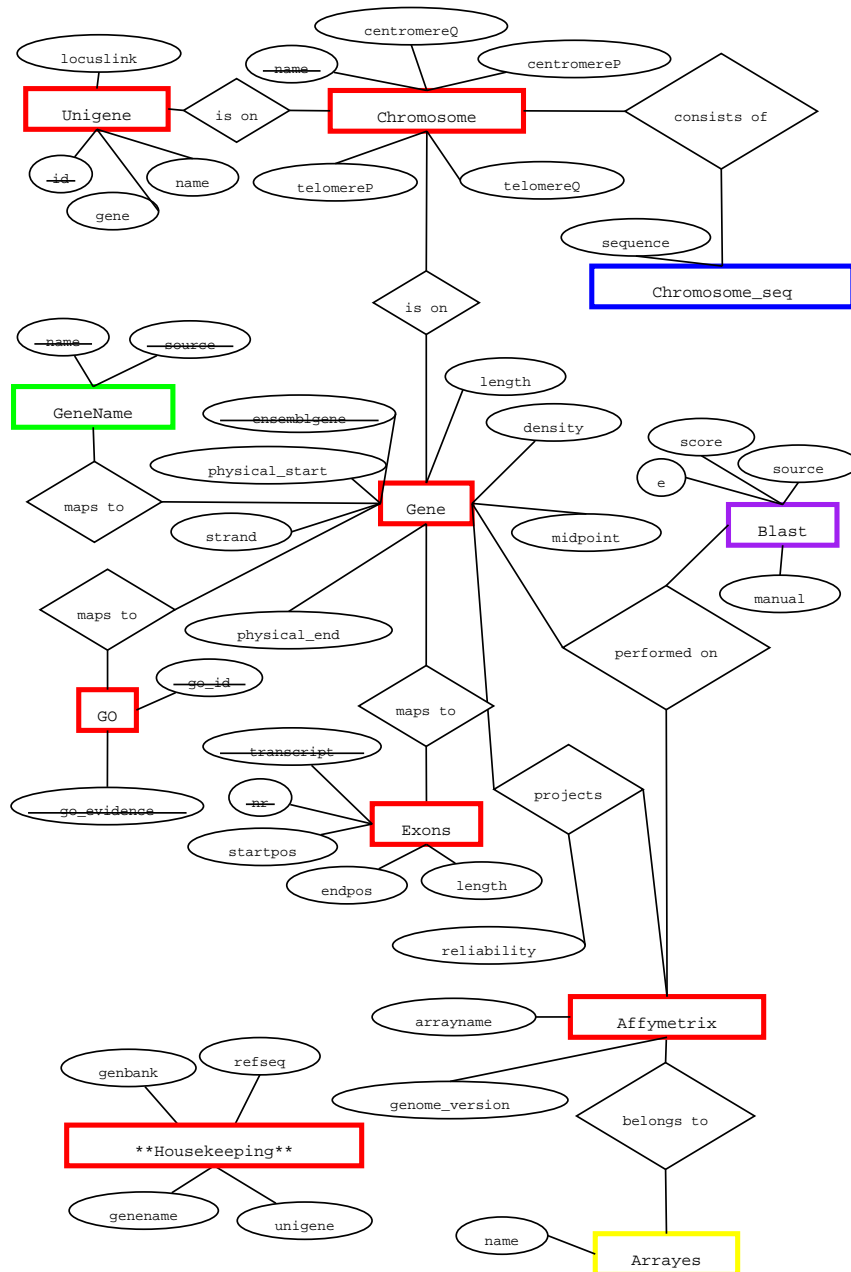 centromereQ
locuslink
name
centromereP
Unigene
is on
Chromosome
consists of
id
name
telomereP
telomereQ
gene
sequence
Chromosome_seq
is on
name
source
length
GeneName
ensemblgene
density
score
source
physical_start
e
maps to
Gene
strand
midpoint
Blast
maps to
physical_end
manual
performed on
go_id
GO
maps to
transcript
go_evidence
nr
projects
startpos
Exons
endpos
length
reliability
arrayname
Affymetrix
genbank
refseq
genome_version
belongs to
**Housekeeping**
genename
unigene
name
Arrayes